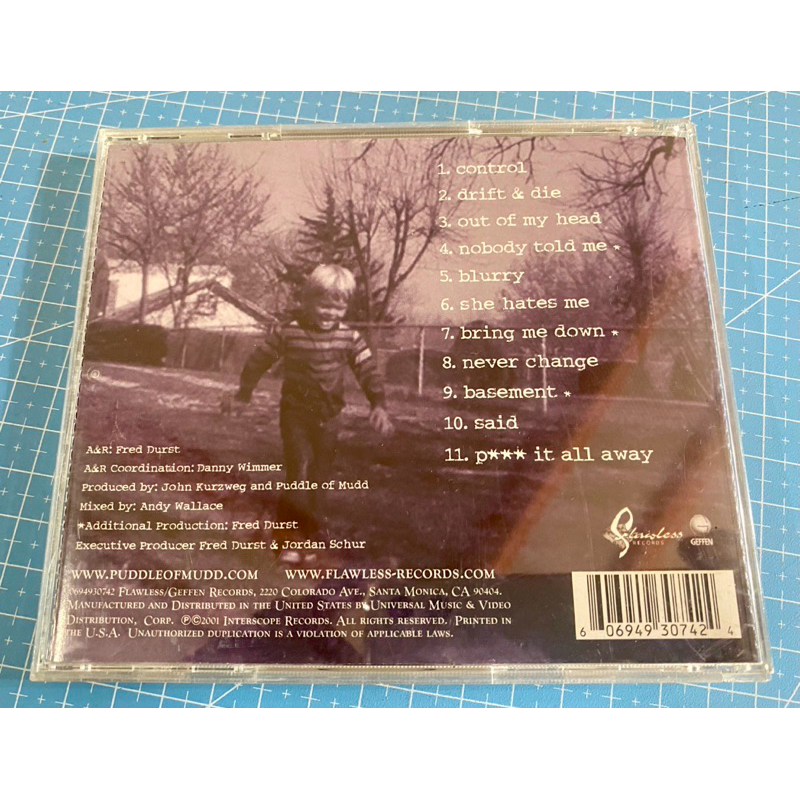 1. control
2. drift & die
3. out of my head
4. nobody told me *
5. blurry
6. she hates me
7. bring me down *
8. never change
9. basement *
10. said
11. p*** it all away
A&R: Fred Durst
A&R Coordination: Danny Wimmer
Produced by: John Kurzweg and Puddle of Mudd
Mixed by: Andy Wallace
*Additional Production: Fred Durst
Executive Producer Fred Durst & Jordan Schur
Flawless
RECORDS
GEFFEN
WWW.PUDDLEOFMUDD.COM WWW.FLAWLESS-RECORDS.COM
0694930742 FLAWLESS/GEFFEN RECORDS, 2220 COLORADO AVE., SANTA MONICA, CA 90404.
MANUFACTURED AND DISTRIBUTED IN THE UNITED STATES BY UNIVERSAL MUSIC & VIDEO
DISTRIBUTION, CORP. ℗©2001 INTERSCOPE RECORDS. ALL RIGHTS RESERVED. PRINTED IN
THE U.S.A. UNAUTHORIZED DUPLICATION IS A VIOLATION OF APPLICABLE LAWS.
6 06949 30742 4